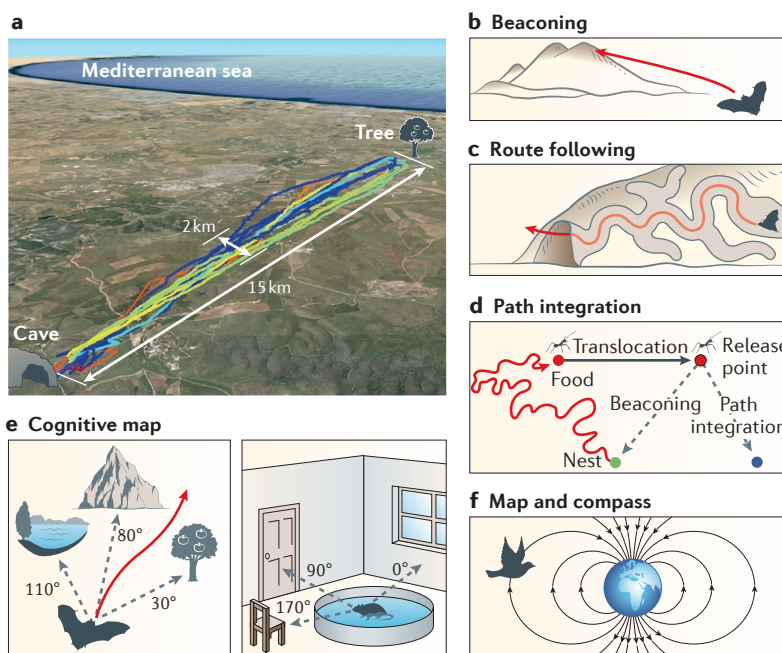 a
Mediterranean sea
Tree
2 km
15 km
Cave
b Beaconing
c Route following
d Path integration
Translocation
Release
point
Food
Beaconing
Path
integration
Nest
e Cognitive map
80°
110°
30°
90°
0°
170°
f Map and compass